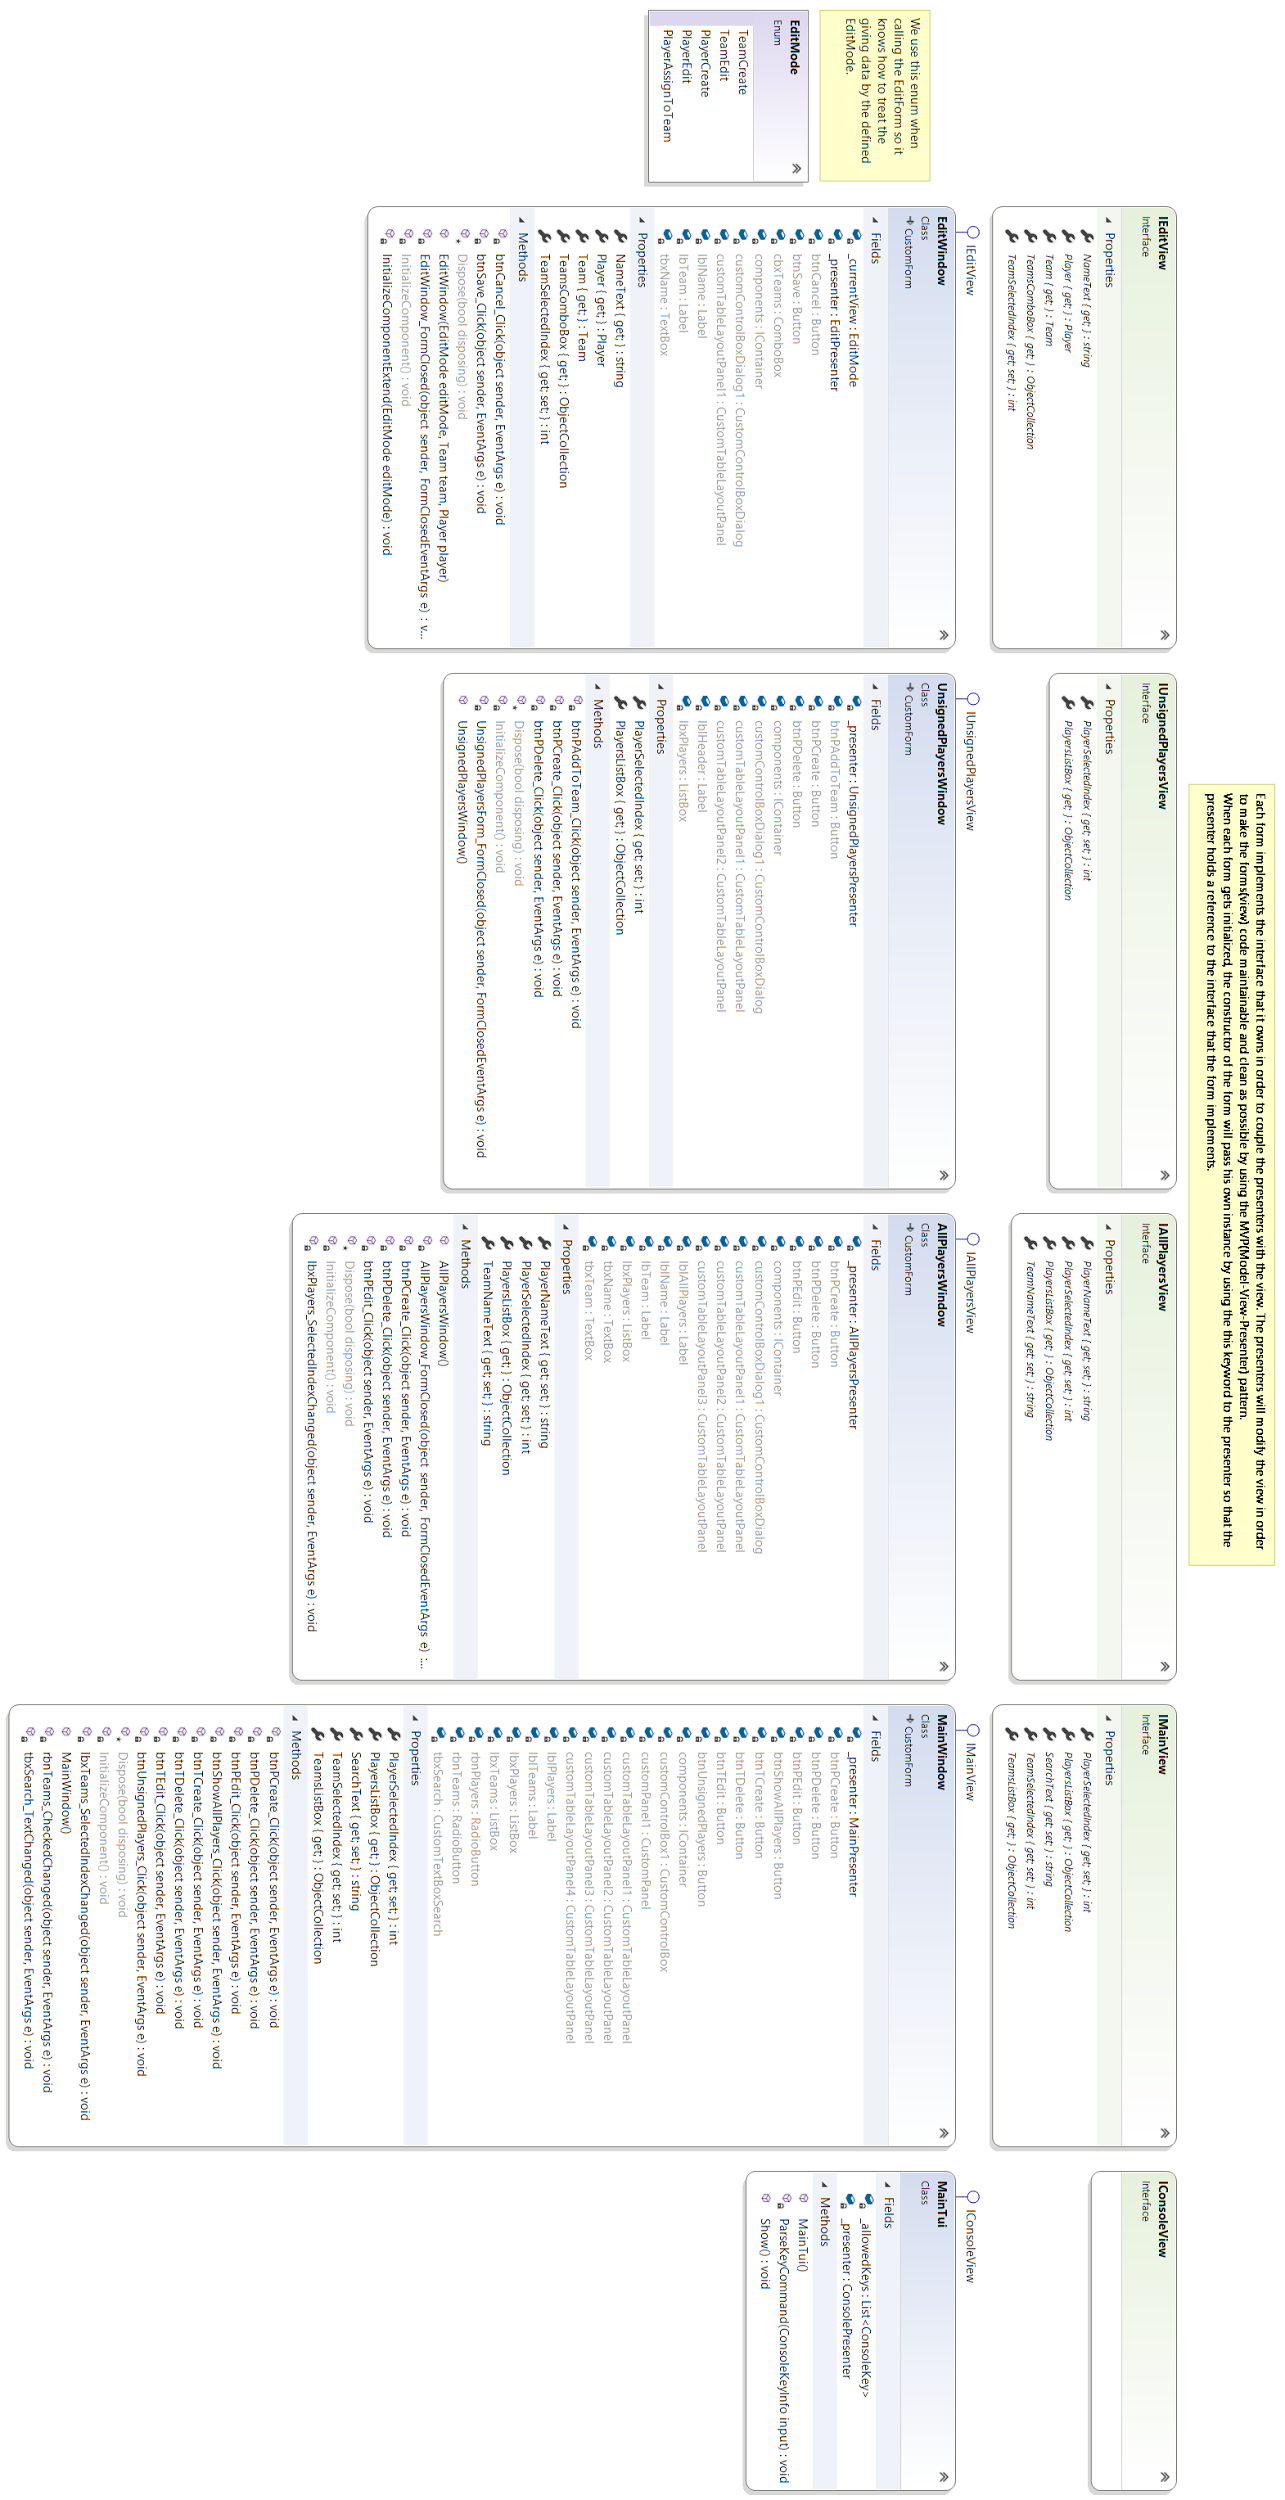 Each form implements the interface that it owns in order to couple the presenters with the view. The presenters will modify the view in order
to make the forms(view) code maintainable and clean as possible by using the MVP(Model-View-Presenter) pattern.
When each form gets initialized, the constructor of the form will pass his own instance by using the this keyword to the presenter so that the
presenter holds a reference to the interface that the form implements.
We use this enum when
calling the EditForm so it
knows how to treat the
giving data by the defined
EditMode.
EditMode
Enum
TeamCreate
TeamEdit
PlayerCreate
PlayerEdit
PlayerAssignToTeam
IEditView
Interface
Properties
NameText { get; } : string
Player { get; } : Player
Team { get; } : Team
TeamsComboBox { get; } : ObjectCollection
TeamSelectedIndex { get; set; } : int
IEditView
EditWindow
Class
CustomForm
Fields
_currentView : EditMode
_presenter : EditPresenter
btnCancel : Button
btnSave : Button
cbxTeams : ComboBox
components : IContainer
customControlBoxDialog1 : CustomControlBoxDialog
customTableLayoutPanel1 : CustomTableLayoutPanel
lblName : Label
lbTeam : Label
tbxName : TextBox
Properties
NameText { get; } : string
Player { get; } : Player
Team { get; } : Team
TeamsComboBox { get; } : ObjectCollection
TeamSelectedIndex { get; set; } : int
Methods
btnCancel_Click(object sender, EventArgs e) : void
btnSave_Click(object sender, EventArgs e) : void
Dispose(bool disposing) : void
EditWindow(EditMode editMode, Team team, Player player)
EditWindow_FormClosed(object sender, FormClosedEventArgs e) : v...
InitializeComponent() : void
InitializeComponentExtend(EditMode editMode) : void
IUnsignedPlayersView
Interface
Properties
PlayerSelectedIndex { get; set; } : int
PlayersListBox { get; } : ObjectCollection
IUnsignedPlayersView
UnsignedPlayersWindow
Class
CustomForm
Fields
_presenter : UnsignedPlayersPresenter
btnPAddToTeam : Button
btnPCreate : Button
btnPDelete : Button
components : IContainer
customControlBoxDialog1 : CustomControlBoxDialog
customTableLayoutPanel1 : CustomTableLayoutPanel
customTableLayoutPanel2 : CustomTableLayoutPanel
lblHeader : Label
lbxPlayers : ListBox
Properties
PlayerSelectedIndex { get; set; } : int
PlayersListBox { get; } : ObjectCollection
Methods
btnPAddToTeam_Click(object sender, EventArgs e) : void
btnPCreate_Click(object sender, EventArgs e) : void
btnPDelete_Click(object sender, EventArgs e) : void
Dispose(bool disposing) : void
InitializeComponent() : void
UnsignedPlayersForm_FormClosed(object sender, FormClosedEventArgs e) : void
UnsignedPlayersWindow()
IAllPlayersView
Interface
Properties
PlayerNameText { get; set; } : string
PlayerSelectedIndex { get; set; } : int
PlayersListBox { get; } : ObjectCollection
TeamNameText { get; set; } : string
IAllPlayersView
AllPlayersWindow
Class
CustomForm
Fields
_presenter : AllPlayersPresenter
btnPCreate : Button
btnPDelete : Button
btnPEdit : Button
components : IContainer
customControlBoxDialog1 : CustomControlBoxDialog
customTableLayoutPanel1 : CustomTableLayoutPanel
customTableLayoutPanel2 : CustomTableLayoutPanel
customTableLayoutPanel3 : CustomTableLayoutPanel
lblAllPlayers : Label
lblName : Label
lbTeam : Label
lbxPlayers : ListBox
tbxName : TextBox
tbxTeam : TextBox
Properties
PlayerNameText { get; set; } : string
PlayerSelectedIndex { get; set; } : int
PlayersListBox { get; } : ObjectCollection
TeamNameText { get; set; } : string
Methods
AllPlayersWindow()
AllPlayersWindow_FormClosed(object sender, FormClosedEventArgs e) :...
btnPCreate_Click(object sender, EventArgs e) : void
btnPDelete_Click(object sender, EventArgs e) : void
btnPEdit_Click(object sender, EventArgs e) : void
Dispose(bool disposing) : void
InitializeComponent() : void
lbxPlayers_SelectedIndexChanged(object sender, EventArgs e) : void
IMainView
Interface
Properties
PlayerSelectedIndex { get; set; } : int
PlayersListBox { get; } : ObjectCollection
SearchText { get; set; } : string
TeamSelectedIndex { get; set; } : int
TeamsListBox { get; } : ObjectCollection
IMainView
MainWindow
Class
CustomForm
Fields
_presenter : MainPresenter
btnPCreate : Button
btnPDelete : Button
btnPEdit : Button
btnShowAllPlayers : Button
btnTCreate : Button
btnTDelete : Button
btnTEdit : Button
btnUnsignedPlayers : Button
components : IContainer
customControlBox1 : CustomControlBox
customPanel1 : CustomPanel
customTableLayoutPanel1 : CustomTableLayoutPanel
customTableLayoutPanel2 : CustomTableLayoutPanel
customTableLayoutPanel3 : CustomTableLayoutPanel
customTableLayoutPanel4 : CustomTableLayoutPanel
lblPlayers : Label
lblTeams : Label
lbxPlayers : ListBox
lbxTeams : ListBox
rbnPlayers : RadioButton
rbnTeams : RadioButton
tbxSearch : CustomTextBoxSearch
Properties
PlayerSelectedIndex { get; set; } : int
PlayersListBox { get; } : ObjectCollection
SearchText { get; set; } : string
TeamSelectedIndex { get; set; } : int
TeamsListBox { get; } : ObjectCollection
Methods
btnPCreate_Click(object sender, EventArgs e) : void
btnPDelete_Click(object sender, EventArgs e) : void
btnPEdit_Click(object sender, EventArgs e) : void
btnShowAllPlayers_Click(object sender, EventArgs e) : void
btnTCreate_Click(object sender, EventArgs e) : void
btnTDelete_Click(object sender, EventArgs e) : void
btnTEdit_Click(object sender, EventArgs e) : void
btnUnsignedPlayers_Click(object sender, EventArgs e) : void
Dispose(bool disposing) : void
InitializeComponent() : void
lbxTeams_SelectedIndexChanged(object sender, EventArgs e) : void
MainWindow()
rbnTeams_CheckedChanged(object sender, EventArgs e) : void
tbxSearch_TextChanged(object sender, EventArgs e) : void
IConsoleView
Interface
IConsoleView
MainTui
Class
Fields
_allowedKeys : List<ConsoleKey>
_presenter : ConsolePresenter
Methods
MainTui()
ParseKeyCommand(ConsoleKeyInfo input) : void
Show() : void